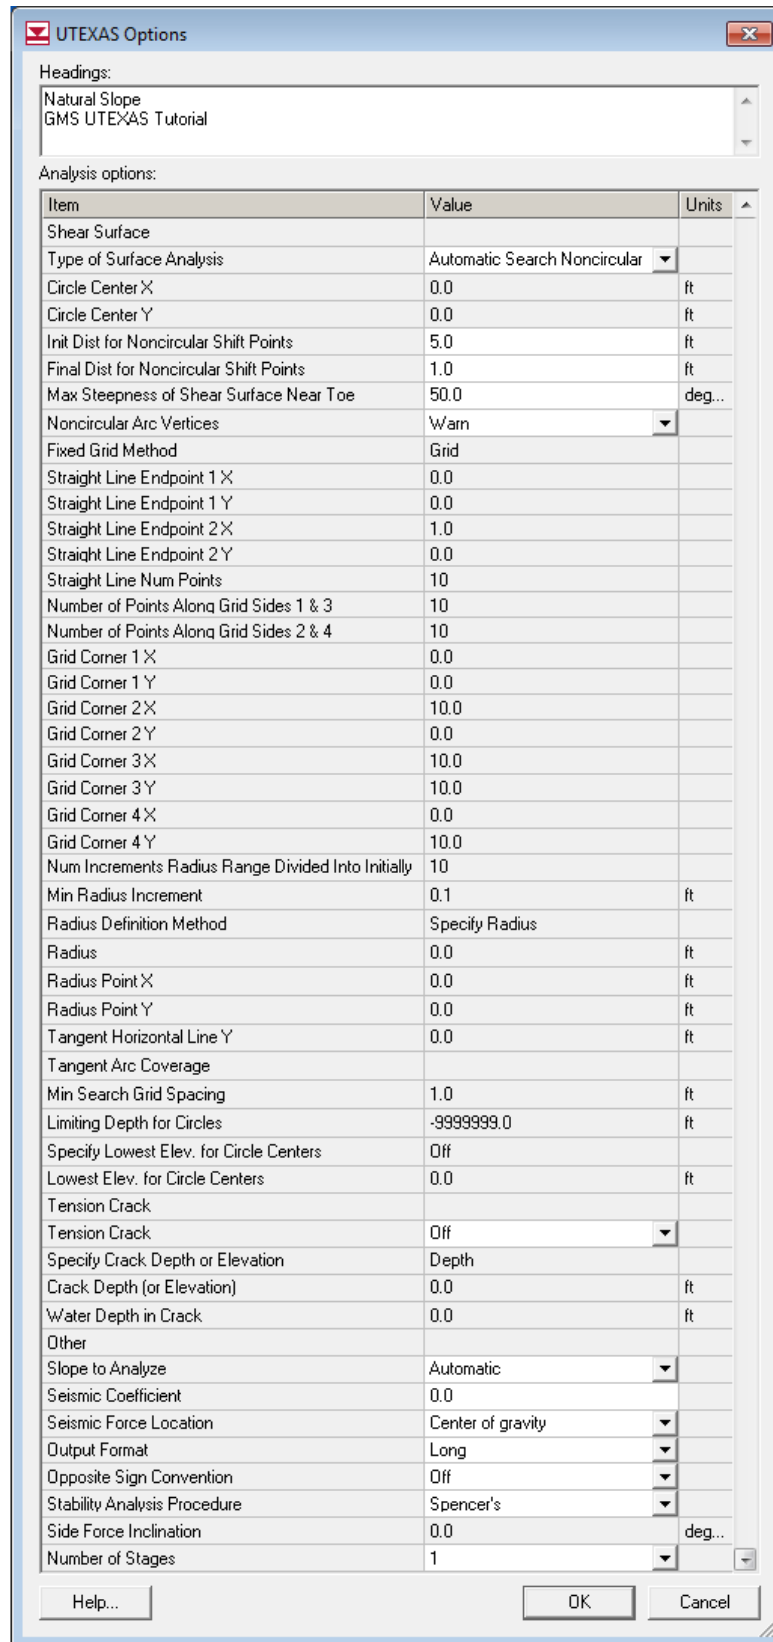 UTEXAS Options
Headings:
Natural Slope
GMS UTEXAS Tutorial
Analysis options:
Item Value Units
Shear Surface
Type of Surface Analysis Automatic Search Noncircular
Circle Center X 0.0 ft
Circle Center Y 0.0 ft
Init Dist for Noncircular Shift Points 5.0 ft
Final Dist for Noncircular Shift Points 1.0 ft
Max Steepness of Shear Surface Near Toe 50.0 deg...
Noncircular Arc Vertices Warn
Fixed Grid Method Grid
Straight Line Endpoint 1 X 0.0
Straight Line Endpoint 1 Y 0.0
Straight Line Endpoint 2 X 1.0
Straight Line Endpoint 2 Y 0.0
Straight Line Num Points 10
Number of Points Along Grid Sides 1 & 3 10
Number of Points Along Grid Sides 2 & 4 10
Grid Corner 1 X 0.0
Grid Corner 1 Y 0.0
Grid Corner 2 X 10.0
Grid Corner 2 Y 0.0
Grid Corner 3 X 10.0
Grid Corner 3 Y 10.0
Grid Corner 4 X 0.0
Grid Corner 4 Y 10.0
Num Increments Radius Range Divided Into Initially 10
Min Radius Increment 0.1 ft
Radius Definition Method Specify Radius
Radius 0.0 ft
Radius Point X 0.0 ft
Radius Point Y 0.0 ft
Tangent Horizontal Line Y 0.0 ft
Tangent Arc Coverage
Min Search Grid Spacing 1.0 ft
Limiting Depth for Circles -9999999.0 ft
Specify Lowest Elev. for Circle Centers Off
Lowest Elev. for Circle Centers 0.0 ft
Tension Crack
Tension Crack Off
Specify Crack Depth or Elevation Depth
Crack Depth (or Elevation) 0.0 ft
Water Depth in Crack 0.0 ft
Other
Slope to Analyze Automatic
Seismic Coefficient 0.0
Seismic Force Location Center of gravity
Output Format Long
Opposite Sign Convention Off
Stability Analysis Procedure Spencer's
Side Force Inclination 0.0 deg...
Number of Stages 1
Help... OK Cancel